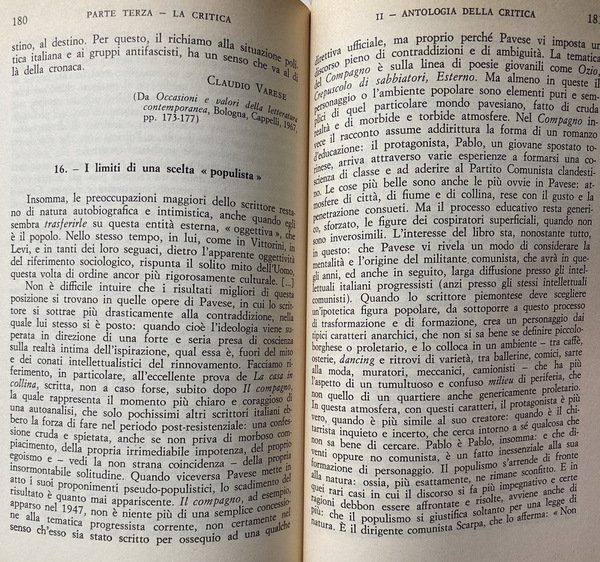 180
PARTE TERZA – LA CRITICA
stino, al destino. Per questo, il richiamo alla situazione poli-
tica italiana e ai gruppi antifascisti, ha un senso che va al di
là della cronaca.
CLAUDIO VARESE
(Da Occasioni e valori della letteratura
contemporanea, Bologna, Cappelli, 1967,
pp. 173-177)
16. – I limiti di una scelta « populista »
Insomma, le preoccupazioni maggiori dello scrittore resta-
no di natura autobiografica e intimistica, anche quando egli
sembra trasferirle su questa entità esterna, « oggettiva », che
è il popolo. Nello stesso tempo, in lui, come in Vittorini, in
Levi, e in tanti dei loro seguaci, dietro l'apparente oggettività
del riferimento sociologico, rispunta il solito mito dell'Uomo,
questa volta di ordine ancor più rigorosamente culturale. [...]
Non è difficile intuire che i risultati migliori di questa
posizione si trovano in quelle opere di Pavese, in cui lo scrit-
to si sottrae più drasticamente alla contraddizione, nella
quale lui stesso si è posto: quando cioè l'ideologia viene su-
perata in direzione di una forte e seria presa di coscienza
sulla realtà intima dell'ispirazione, qual essa è, fuori del mito
e dei conati intellettualistici del rinnovamento. Facciamo ri-
ferimento, in particolare, all'eccellente prova de La casa in
collina, scritta, non a caso forse, subito dopo Il compagno,
la quale rappresenta il momento più chiaro e coraggioso di
una autoanalisi, che solo pochissimi altri scrittori italiani eb-
bero la forza di fare nel periodo post-resistenziale: una confes-
sione cruda e spietata, anche se non priva di morboso com-
piacimento, della propria irrimediabile impotenza, del proprio
egoismo e – vedi la non strana coincidenza – della propria
insormontabile solitudine. Quando viceversa Pavese mette in
atto i suoi proponimenti pseudo-populistici, lo scadimento del
risultato è quanto mai appariscente. Il compagno, ad esempio,
apparso nel 1947, non è niente più di una semplice concessio-
ne alla tematica progressista corrente, non certamente nel
senso ch'esso sia stato scritto per ossequio ad una qualche
II – ANTOLOGIA DELLA CRITICA
181
direttiva ufficiale, ma proprio perché Pavese vi imposta un
discorso pieno di contraddizioni e di ambiguità. La tematica
del Compagno è sulla linea di poesie giovanili come Ozio,
Crepuscolo di sabbiatori, Esterno. Ma almeno in queste il
personaggio o l'ambiente popolare sono elementi puri e sem-
plici di quel particolare mondo pavesiano, fatto di cruda
realtà e di morbide e torbide atmosfere. Nel Compagno in-
vece il racconto assume addirittura la forma di un romanzo
d'educazione: il protagonista, Pablo, un giovane spostato to-
rinese, arriva attraverso varie esperienze a formarsi una co-
scienza di classe e ad aderire al Partito Comunista clandesti-
no. Le cose più belle sono anche le più ovvie in Pavese: at-
mosfere di città, di fiume e di collina, rese con il gusto e la
penetrazione consueti. Ma il processo educativo resta generi-
co, sforzato, le figure dei cospiratori superficiali, quando non
sono inverosimili. L'interesse del libro sta, nonostante tutto,
in questo: che Pavese vi rivela un modo di considerare la
mentalità e l'origine del militante comunista, che avrà in que-
gli anni, ed anche in seguito, larga diffusione presso gli intel-
lettuali italiani progressisti (anzi presso gli stessi intellettuali
comunisti). Quando lo scrittore piemontese deve scegliere
un'ipotetica figura popolare, da sottoporre a questo processo
di trasformazione e di formazione, crea un personaggio dai
tipici caratteri anarchici, che non si sa bene se definire piccolo-
borghese o proletario, e lo colloca in un ambiente – tra caffè,
osterie, dancing e ritrovi di varietà, tra ballerine, comici, sarte
alla moda, muratori, meccanici, camionisti – che ha più
l'aspetto di un tumultuoso e confuso milieu di periferia, che
non quello di un quartiere anche genericamente proletario.
In questa atmosfera, con questi caratteri, il protagonista è più
vero, quando è più simile al suo creatore: quando è il chi-
tarrista inquieto e incerto, che cerca intorno a sé qualcosa che
non sa bene di cercare. Pablo è Pablo, insomma: e che di-
venti oppure no comunista, è un fatto inessenziale alla sua
formazione di personaggio. Il populismo s'arrende di fronte
alla natura: ossia, più esattamente, ne rimane sconfitto. E in
quei rari casi in cui il discorso si fa più impegnativo e certe
ragioni debbon essere affrontate e risolte, avviene anche di
più: che il populismo si giustifica soltanto per una legge di
natura. È il dirigente comunista Scarpa, che lo afferma: « Non